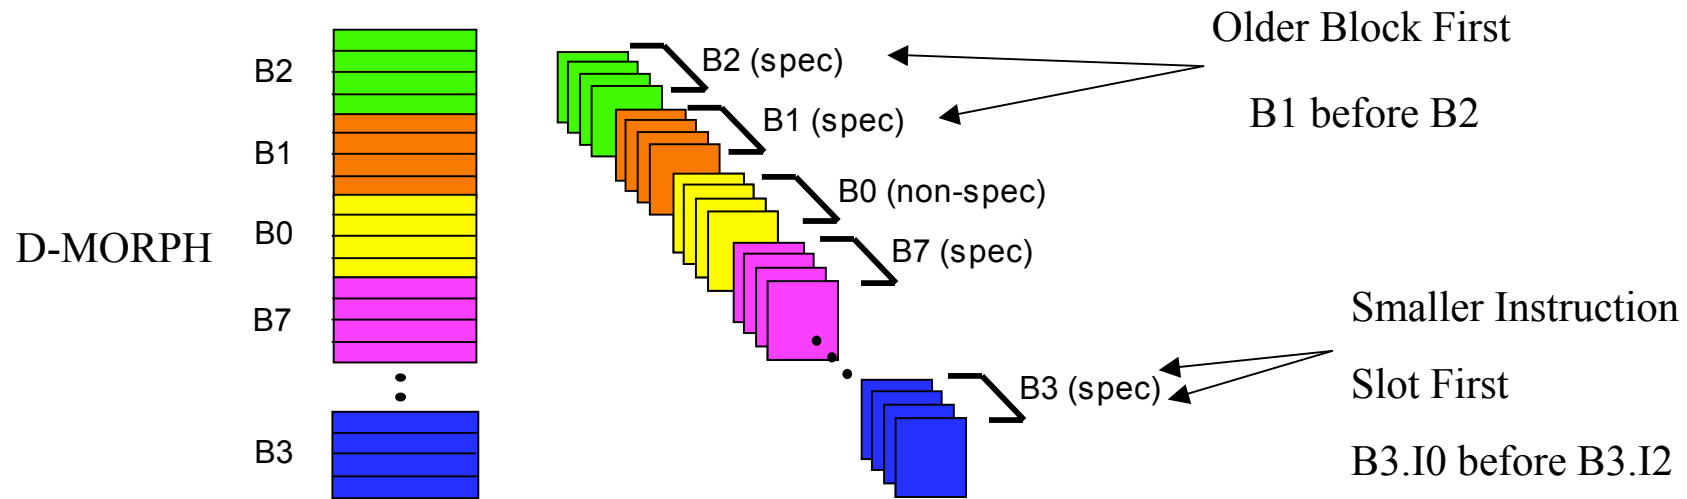 D-MORPH
B2
B1
B0
B7
B3
B2 (spec)
B1 (spec)
B0 (non-spec)
B7 (spec)
B3 (spec)
Older Block First
B1 before B2
Smaller Instruction
Slot First
B3.I0 before B3.I2